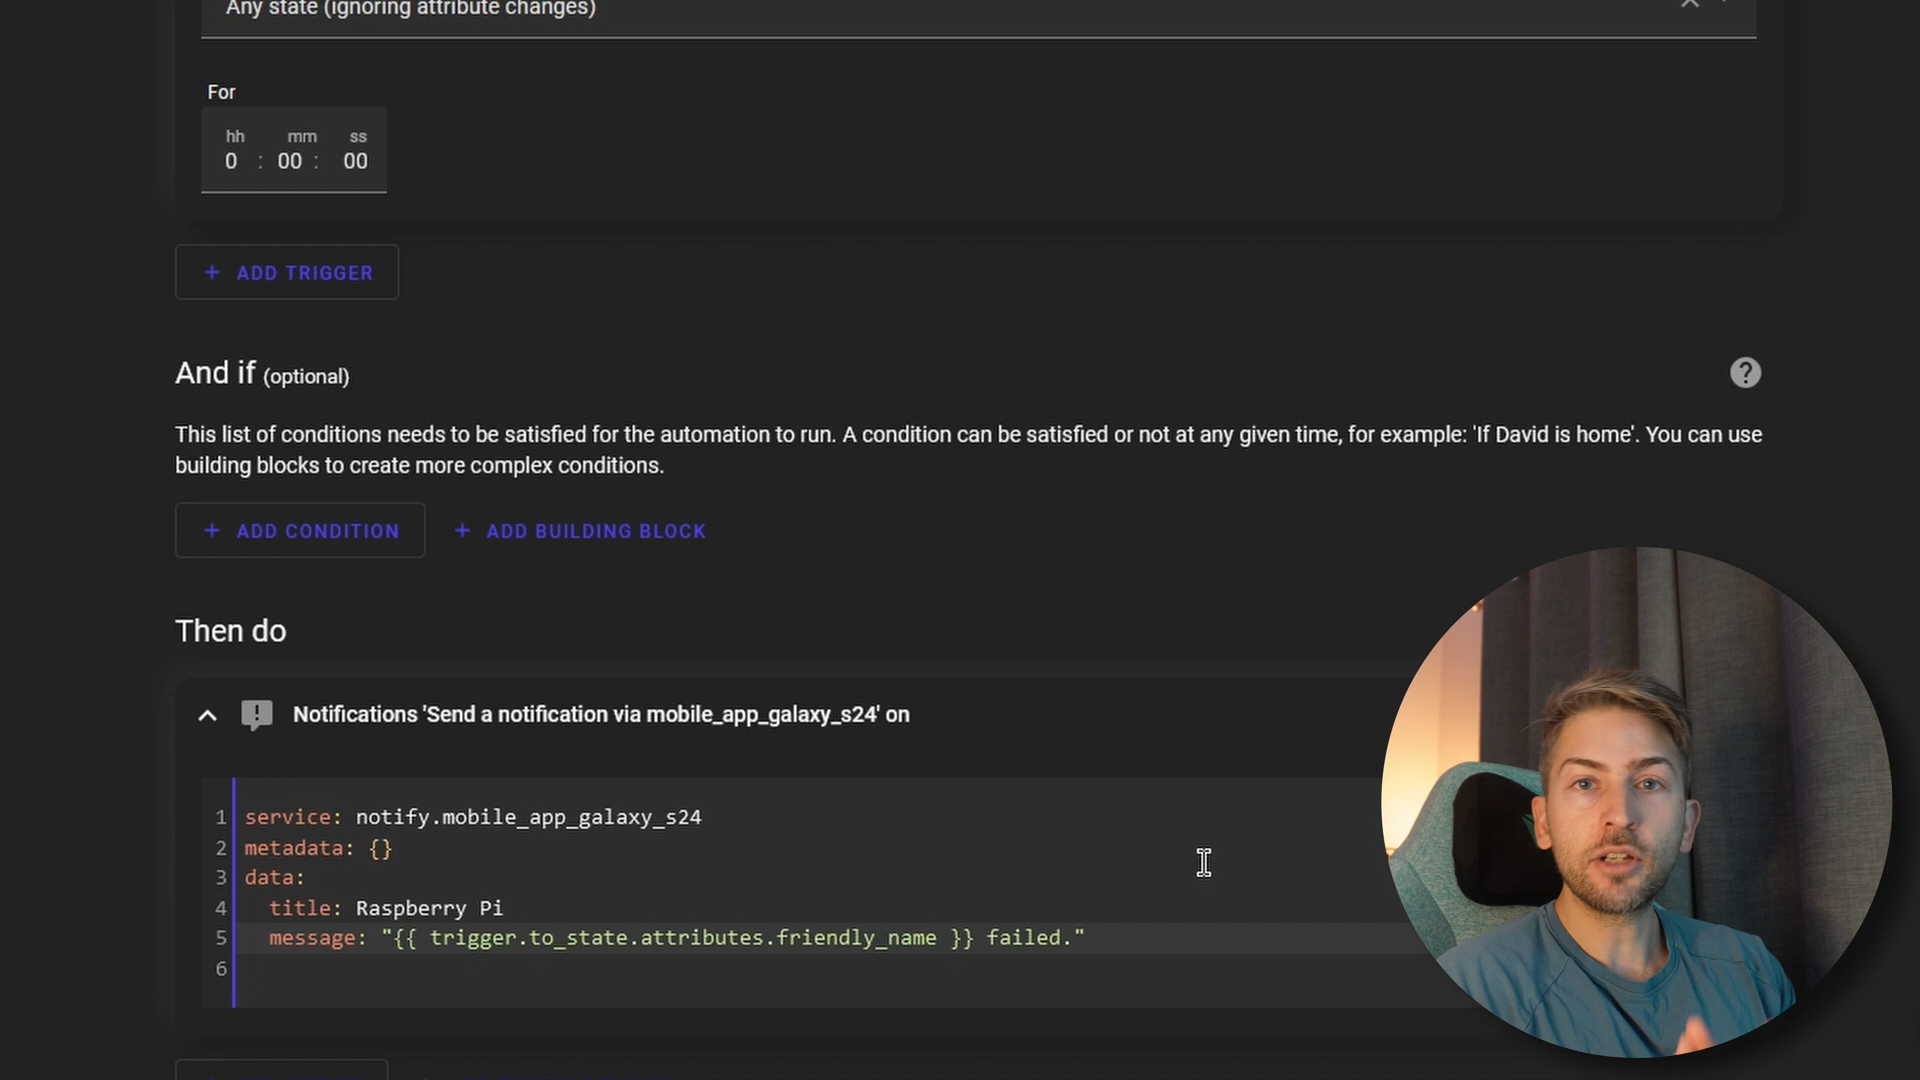 Any state (ignoring attribute changes)
For
hh mm ss
0 : 00 : 00
+ ADD TRIGGER
And if (optional)
?
This list of conditions needs to be satisfied for the automation to run. A condition can be satisfied or not at any given time, for example: 'If David is home'. You can use
building blocks to create more complex conditions.
+ ADD CONDITION + ADD BUILDING BLOCK
Then do
Notifications 'Send a notification via mobile_app_galaxy_s24' on
1 service: notify.mobile_app_galaxy_s24
2 metadata: {}
3 data:
4 title: Raspberry Pi
5 message: "{{ trigger.to_state.attributes.friendly_name }} failed."
6